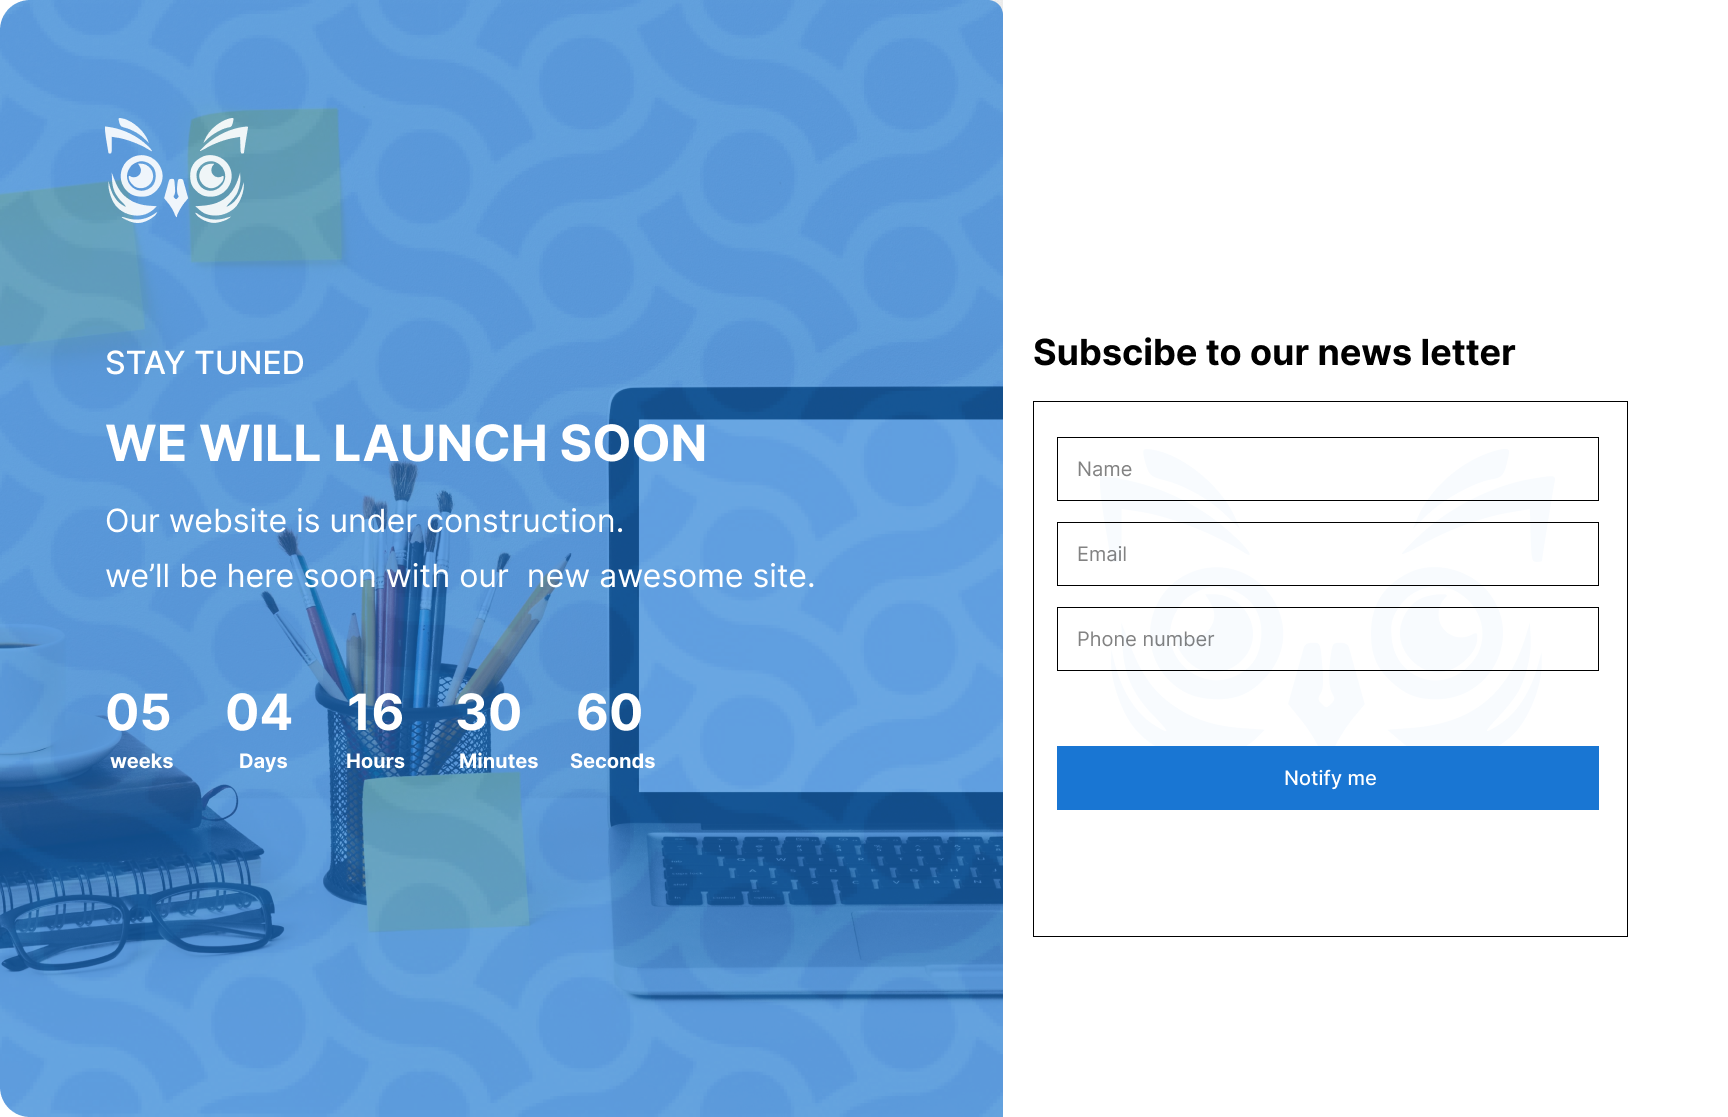 STAY TUNED
WE WILL LAUNCH SOON
Our website is under construction.
we’ll be here soon with our  new awesome site.
05 04 16 30 60
weeks Days Hours Minutes Seconds
Subscibe to our news letter
Name
Email
Phone number
Notify me